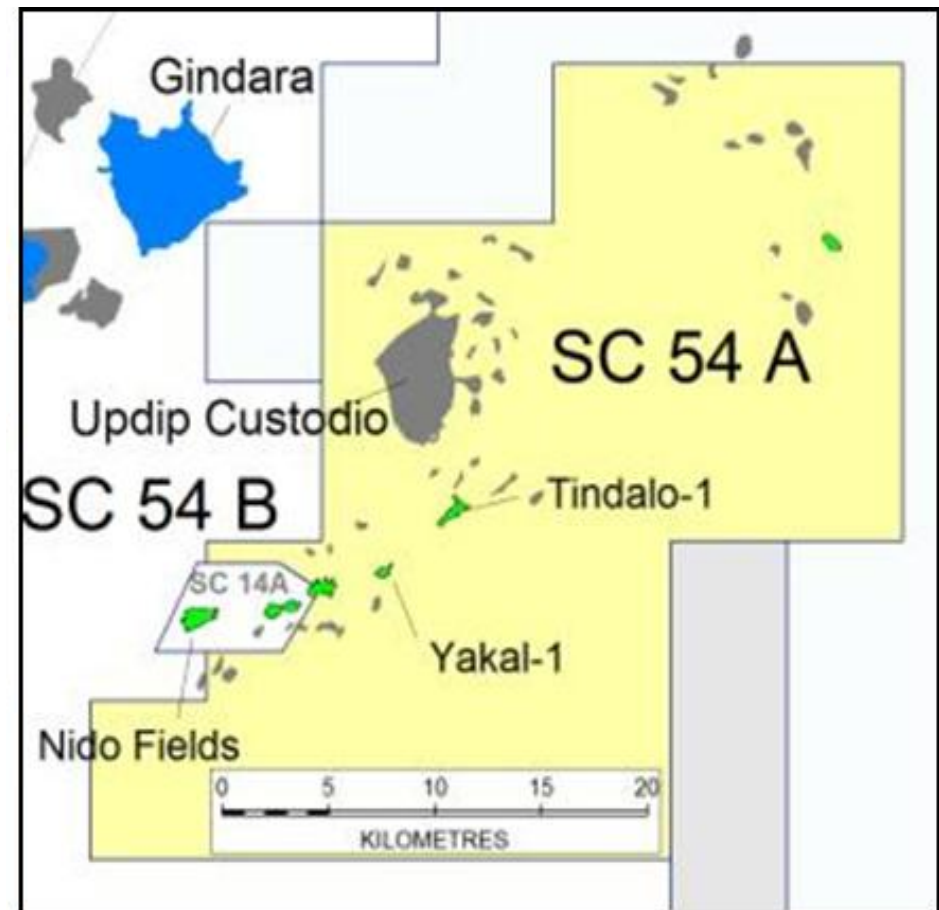 Gindara
SC 54 A
Updip Custodio
SC 54 B
Tindalo-1
SC 14A
Yakal-1
Nido Fields
0 5 10 15 20
KILOMETRES